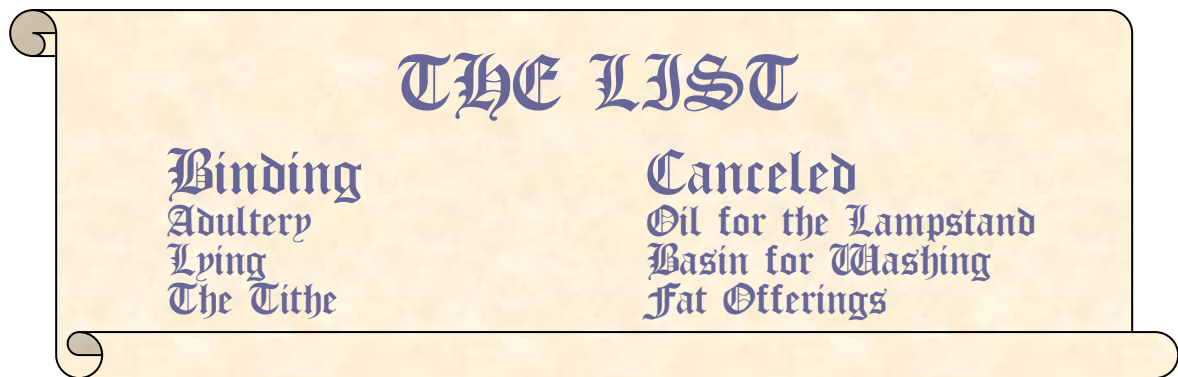 THE LIST
Binding
Adultery
Lying
The Tithe
Canceled
Oil for the Lampstand
Basin for Washing
Fat Offerings